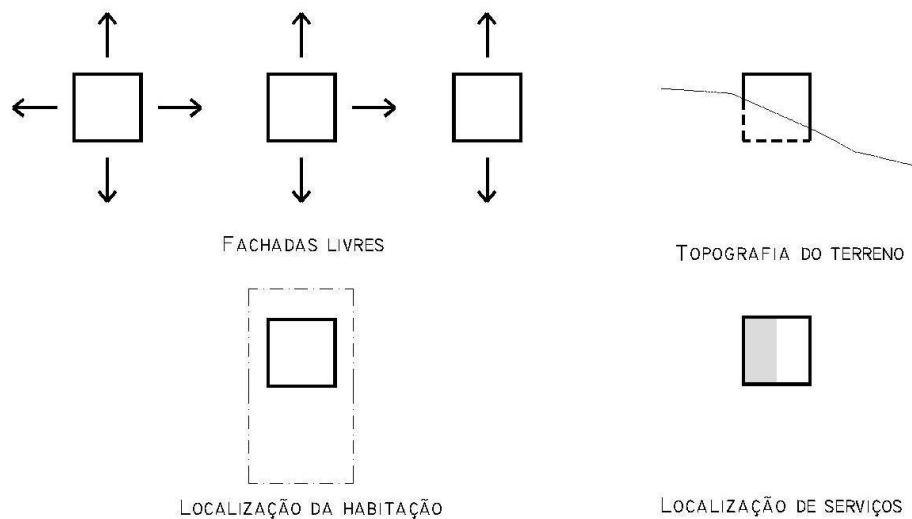 FACHADAS LIVRES
TOPOGRAFIA DO TERRENO
LOCALIZAÇÃO DA HABITAÇÃO
LOCALIZAÇÃO DE SERVIÇOS